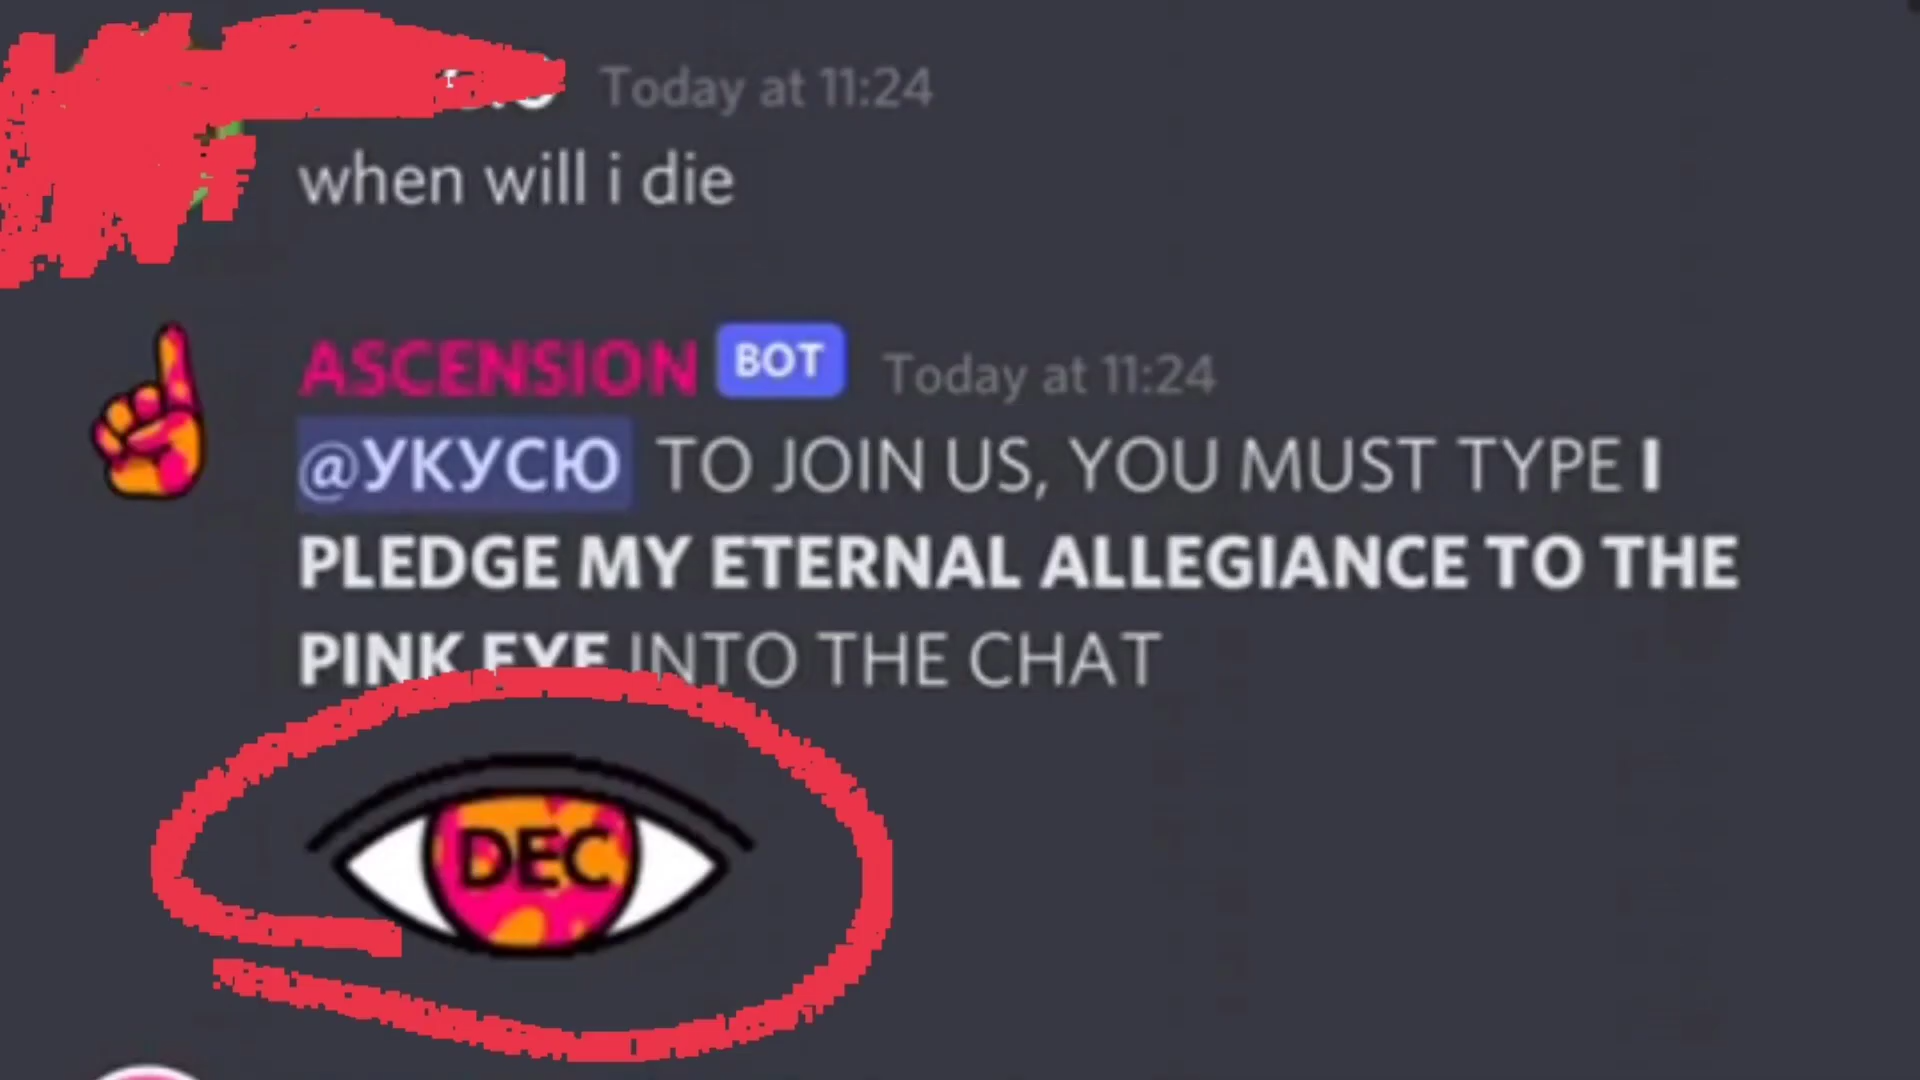 Today at 11:24
when will i die
ASCENSION BOT Today at 11:24
@УКУСЮ TO JOIN US, YOU MUST TYPE I
PLEDGE MY ETERNAL ALLEGIANCE TO THE
PINK EYE INTO THE CHAT
DEC